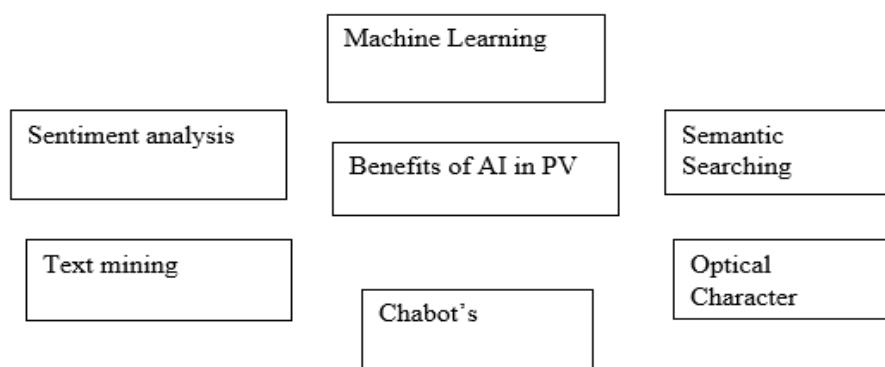 Machine Learning
Sentiment analysis
Benefits of AI in PV
Semantic
Searching
Text mining
Chabot’s
Optical
Character